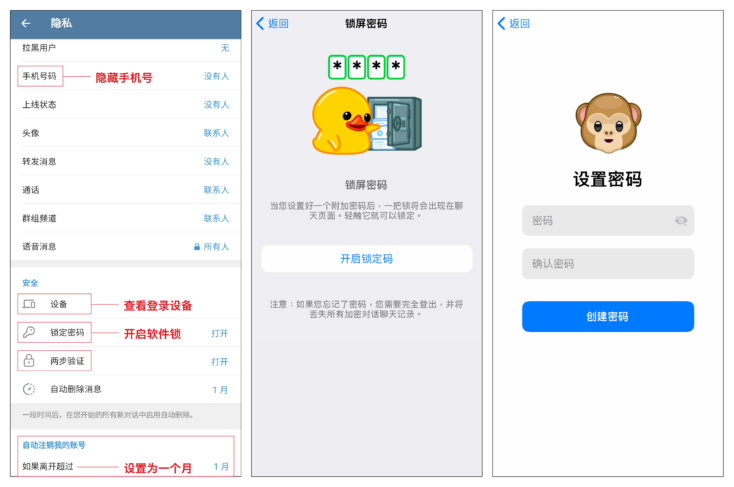 隐私
拉黑用户 无
手机号码 隐藏手机号 没有人
上线状态 没有人
头像 联系人
转发消息 没有人
通话 联系人
群组频道 联系人
语音消息 所有人
安全
设备 查看登录设备
锁定密码 开启软件锁 打开
两步验证 打开
自动删除消息 1 月
一段时间后，在您开始的所有新对话中启用自动删除。
自动注销我的账号
如果离开超过 设置为一个月 1 月
返回 锁屏密码
****
锁屏密码
当您设置好一个附加密码后，一把锁将会出现在聊
天页面。轻触它就可以锁定。
开启锁定码
注意：如果您忘记了密码，您需要完全登出，并将
丢失所有加密对话聊天记录。
返回
设置密码
密码
确认密码
创建密码